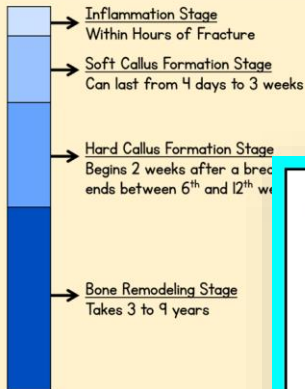 Inflammation Stage
Within Hours of Fracture
Soft Callus Formation Stage
Can last from 4 days to 3 weeks
Hard Callus Formation Stage
Begins 2 weeks after a
ends between 6th and 12th
Bone Remodeling Stage
Takes 3 to 9 years